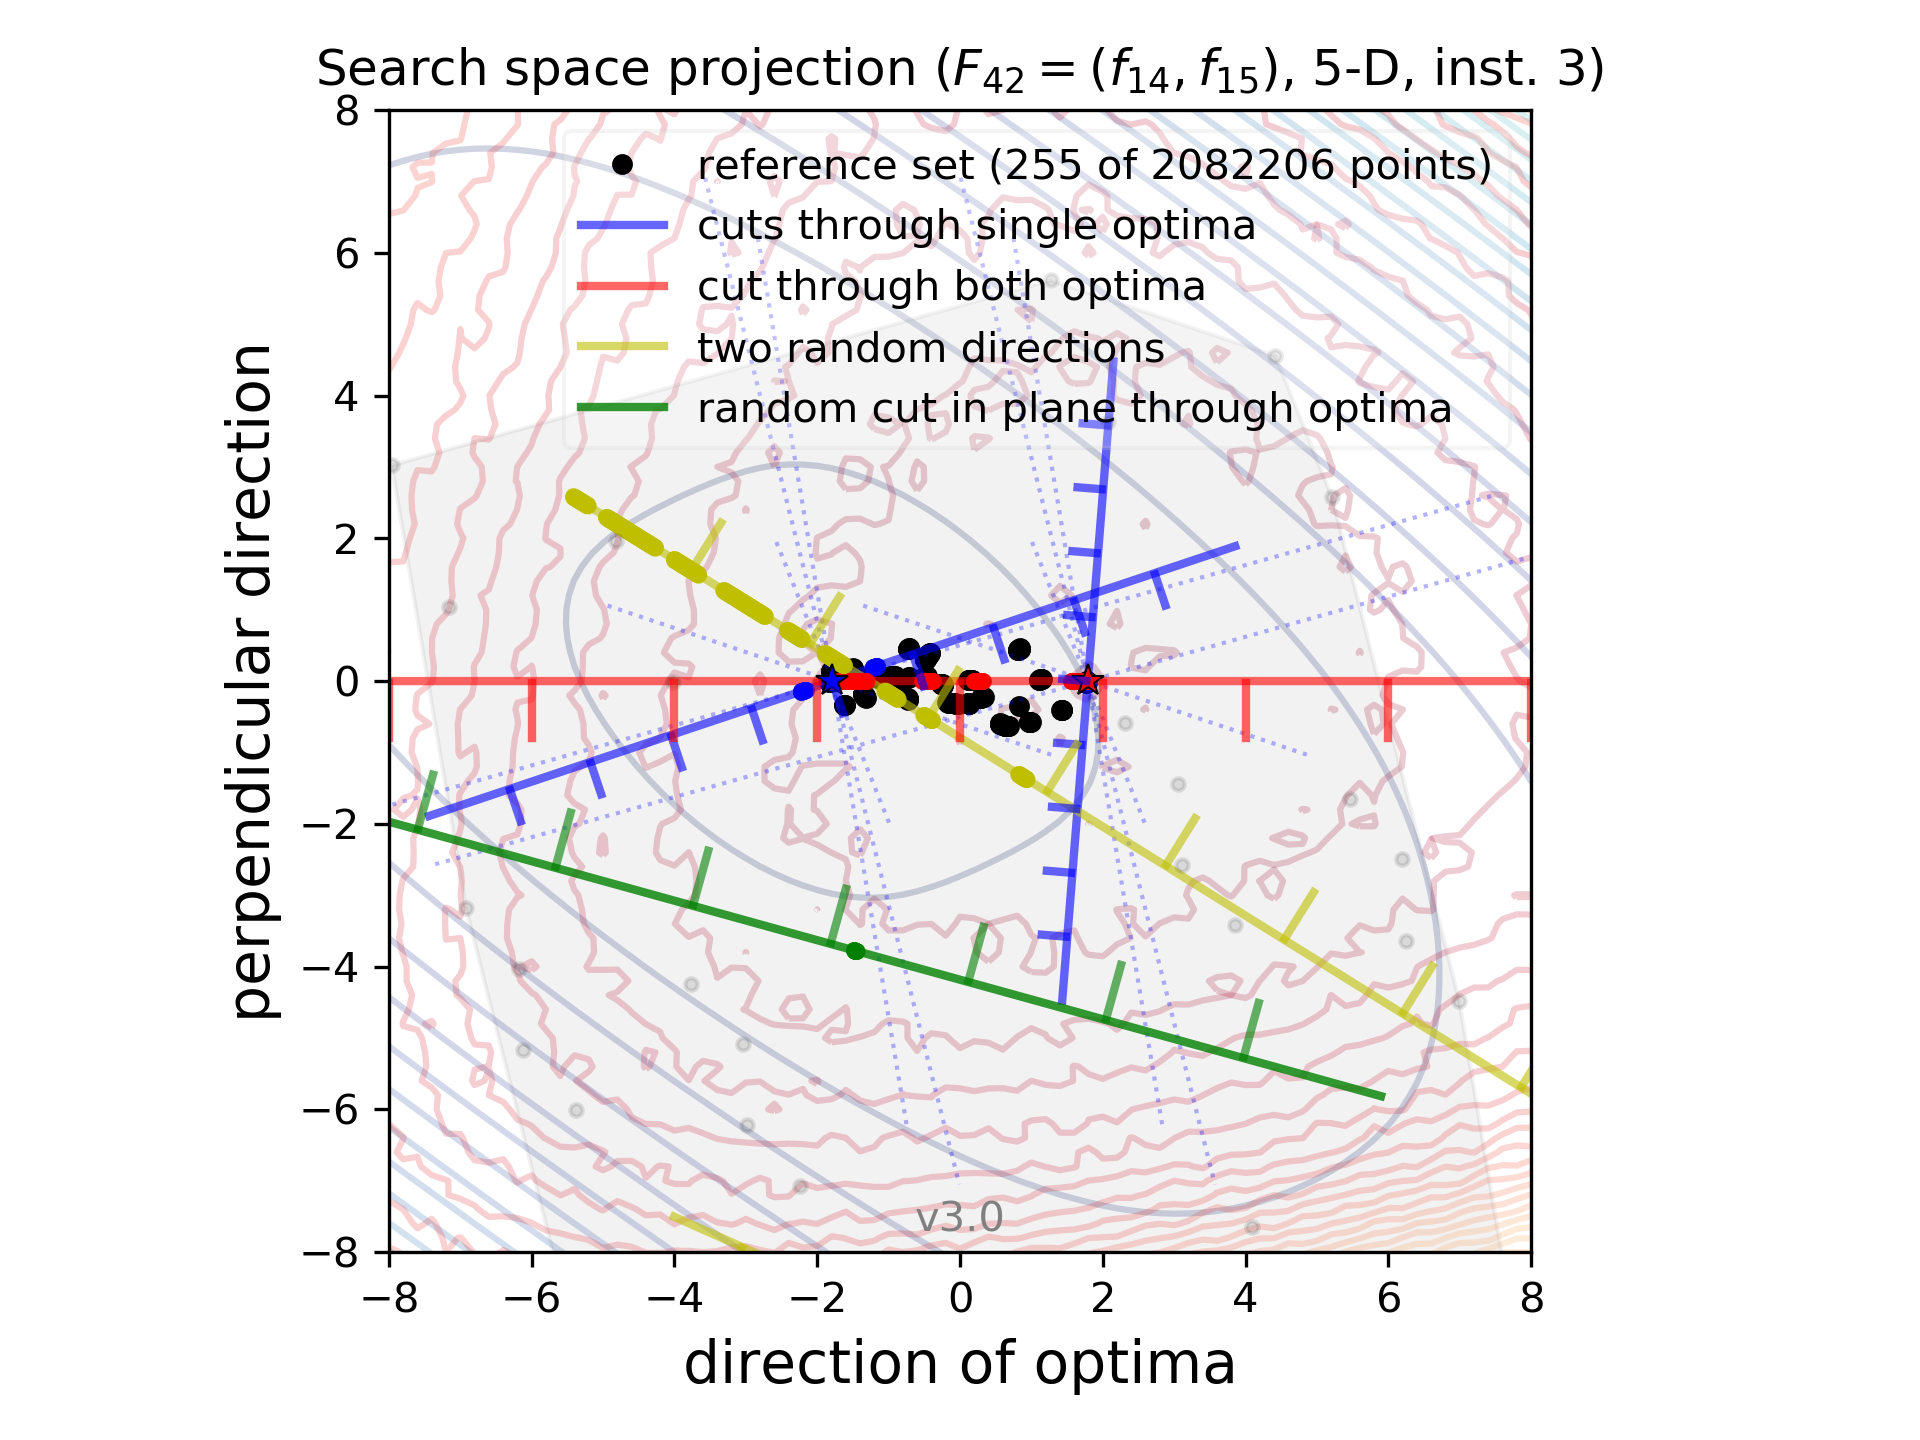 Search space projection (F42 = (f14, f15), 5-D, inst. 3)
8
6
4
2
0
−2
−4
−6
−8
perpendicular direction
reference set (255 of 2082206 points)
cuts through single optima
cut through both optima
two random directions
random cut in plane through optima
v3.0
−8 −6 −4 −2 0 2 4 6 8
direction of optima